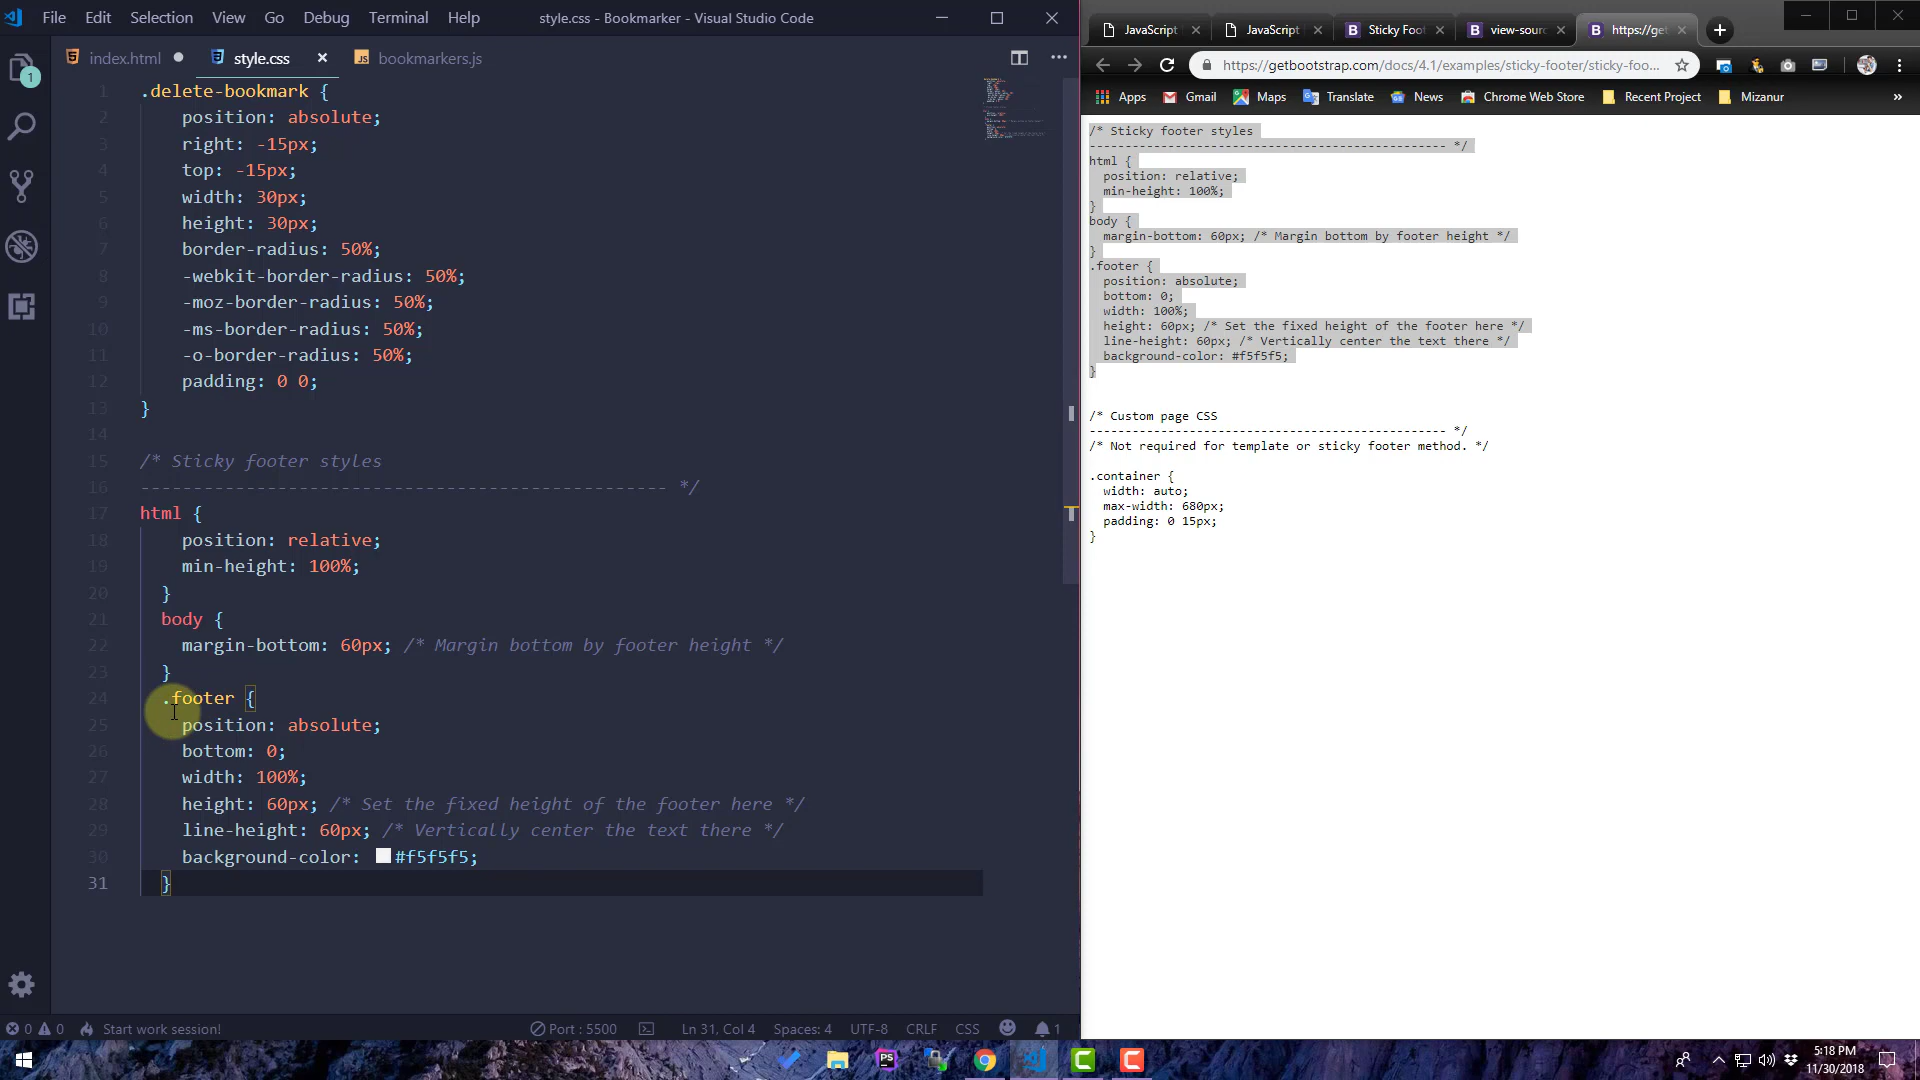 File Edit Selection View Go Debug Terminal Help
style.css - Bookmarker - Visual Studio Code
index.html
style.css
JS bookmarkers.js
1 .delete-bookmark {
2 position: absolute;
3 right: -15px;
4 top: -15px;
5 width: 30px;
6 height: 30px;
7 border-radius: 50%;
8 -webkit-border-radius: 50%;
9 -moz-border-radius: 50%;
10 -ms-border-radius: 50%;
11 -o-border-radius: 50%;
12 padding: 0 0;
13 }
14
15 /* Sticky footer styles
16 -------------------------------------------------- */
17 html {
18 position: relative;
19 min-height: 100%;
20 }
21 body {
22 margin-bottom: 60px; /* Margin bottom by footer height */
23 }
24 .footer {
25 position: absolute;
26 bottom: 0;
27 width: 100%;
28 height: 60px; /* Set the fixed height of the footer here */
29 line-height: 60px; /* Vertically center the text there */
30 background-color: #f5f5f5;
31 }
1
0 0 Start work session!
Port : 5500
Ln 31, Col 4
Spaces: 4
UTF-8
CRLF
CSS
1
JavaScript
JavaScript
B Sticky Foo
B view-sour
B https://get
https://getbootstrap.com/docs/4.1/examples/sticky-footer/sticky-foo...
Apps
Gmail
Maps
Translate
News
Chrome Web Store
Recent Project
Mizanur
»
/* Sticky footer styles
-------------------------------------------------- */
html {
position: relative;
min-height: 100%;
}
body {
margin-bottom: 60px; /* Margin bottom by footer height */
}
.footer {
position: absolute;
bottom: 0;
width: 100%;
height: 60px; /* Set the fixed height of the footer here */
line-height: 60px; /* Vertically center the text there */
background-color: #f5f5f5;
}
/* Custom page CSS
-------------------------------------------------- */
/* Not required for template or sticky footer method. */
.container {
width: auto;
max-width: 680px;
padding: 0 15px;
}
PS
5:18 PM
11/30/2018